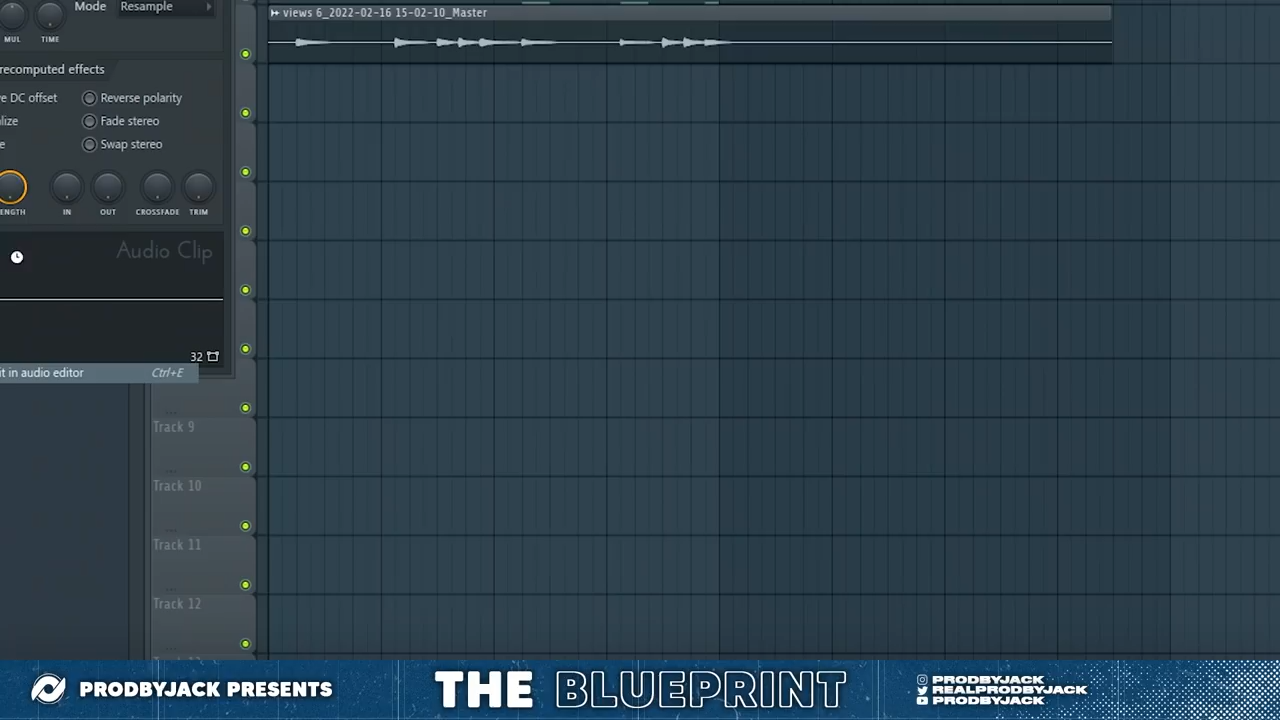 Mode Resample
MUL TIME
views 6_2022-02-16 15-02-10_Master
recomputed effects
e DC offset Reverse polarity
lize Fade stereo
e Swap stereo
ENGTH IN OUT CROSSFADE TRIM
Audio Clip
32
it in audio editor Ctrl+E
Track 9
Track 10
Track 11
Track 12
PRODBYJACK PRESENTS
THE BLUEPRINT
PRODBYJACK
REALPRODBYJACK
PRODBYJACK